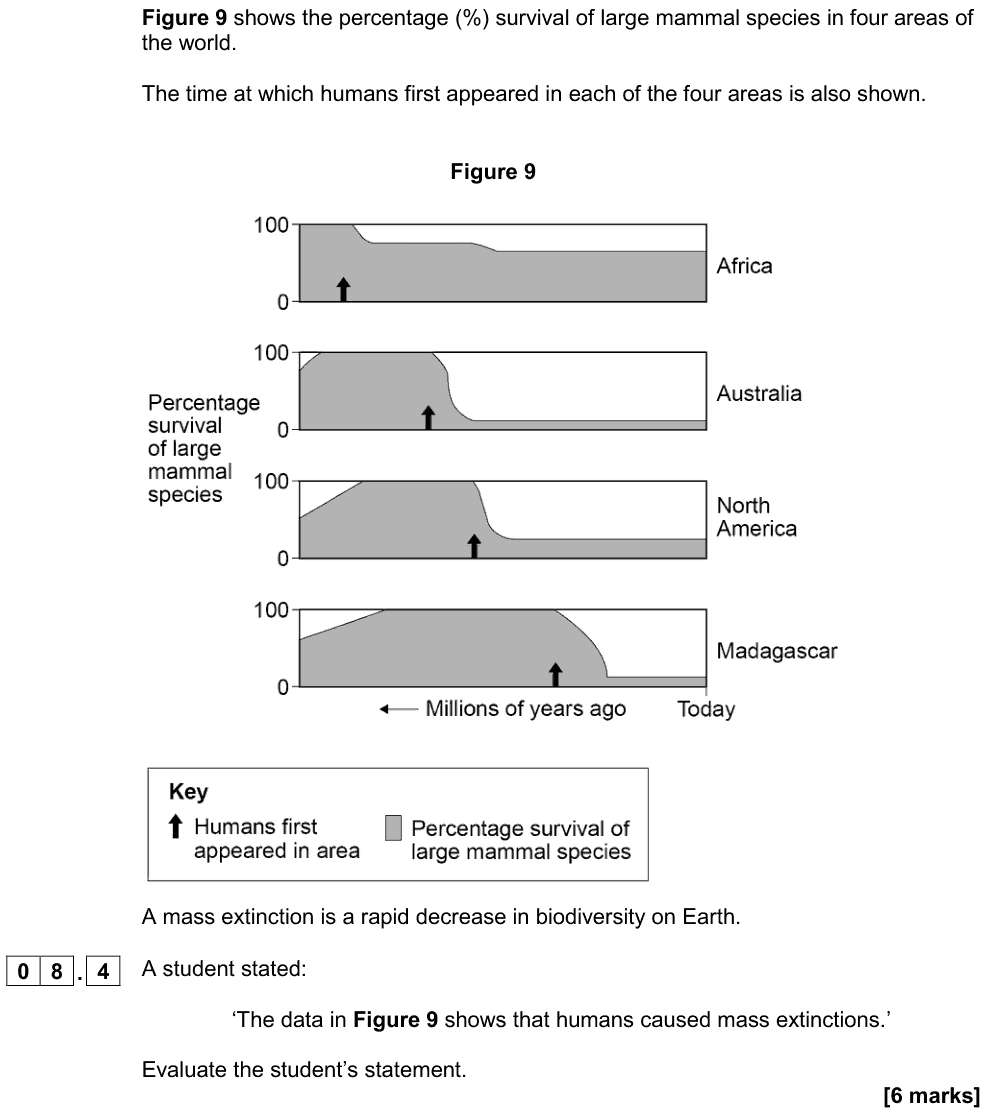 Figure 9 shows the percentage (%) survival of large mammal species in four areas of
the world.
The time at which humans first appeared in each of the four areas is also shown.
Figure 9
100
0
Africa
100
0
Australia
Percentage
survival
of large
mammal
species
100
0
North
America
100
0
Madagascar
Millions of years ago
Today
Key
Humans first
appeared in area
Percentage survival of
large mammal species
A mass extinction is a rapid decrease in biodiversity on Earth.
0 8 . 4 A student stated:
‘The data in Figure 9 shows that humans caused mass extinctions.’
Evaluate the student’s statement.
[6 marks]